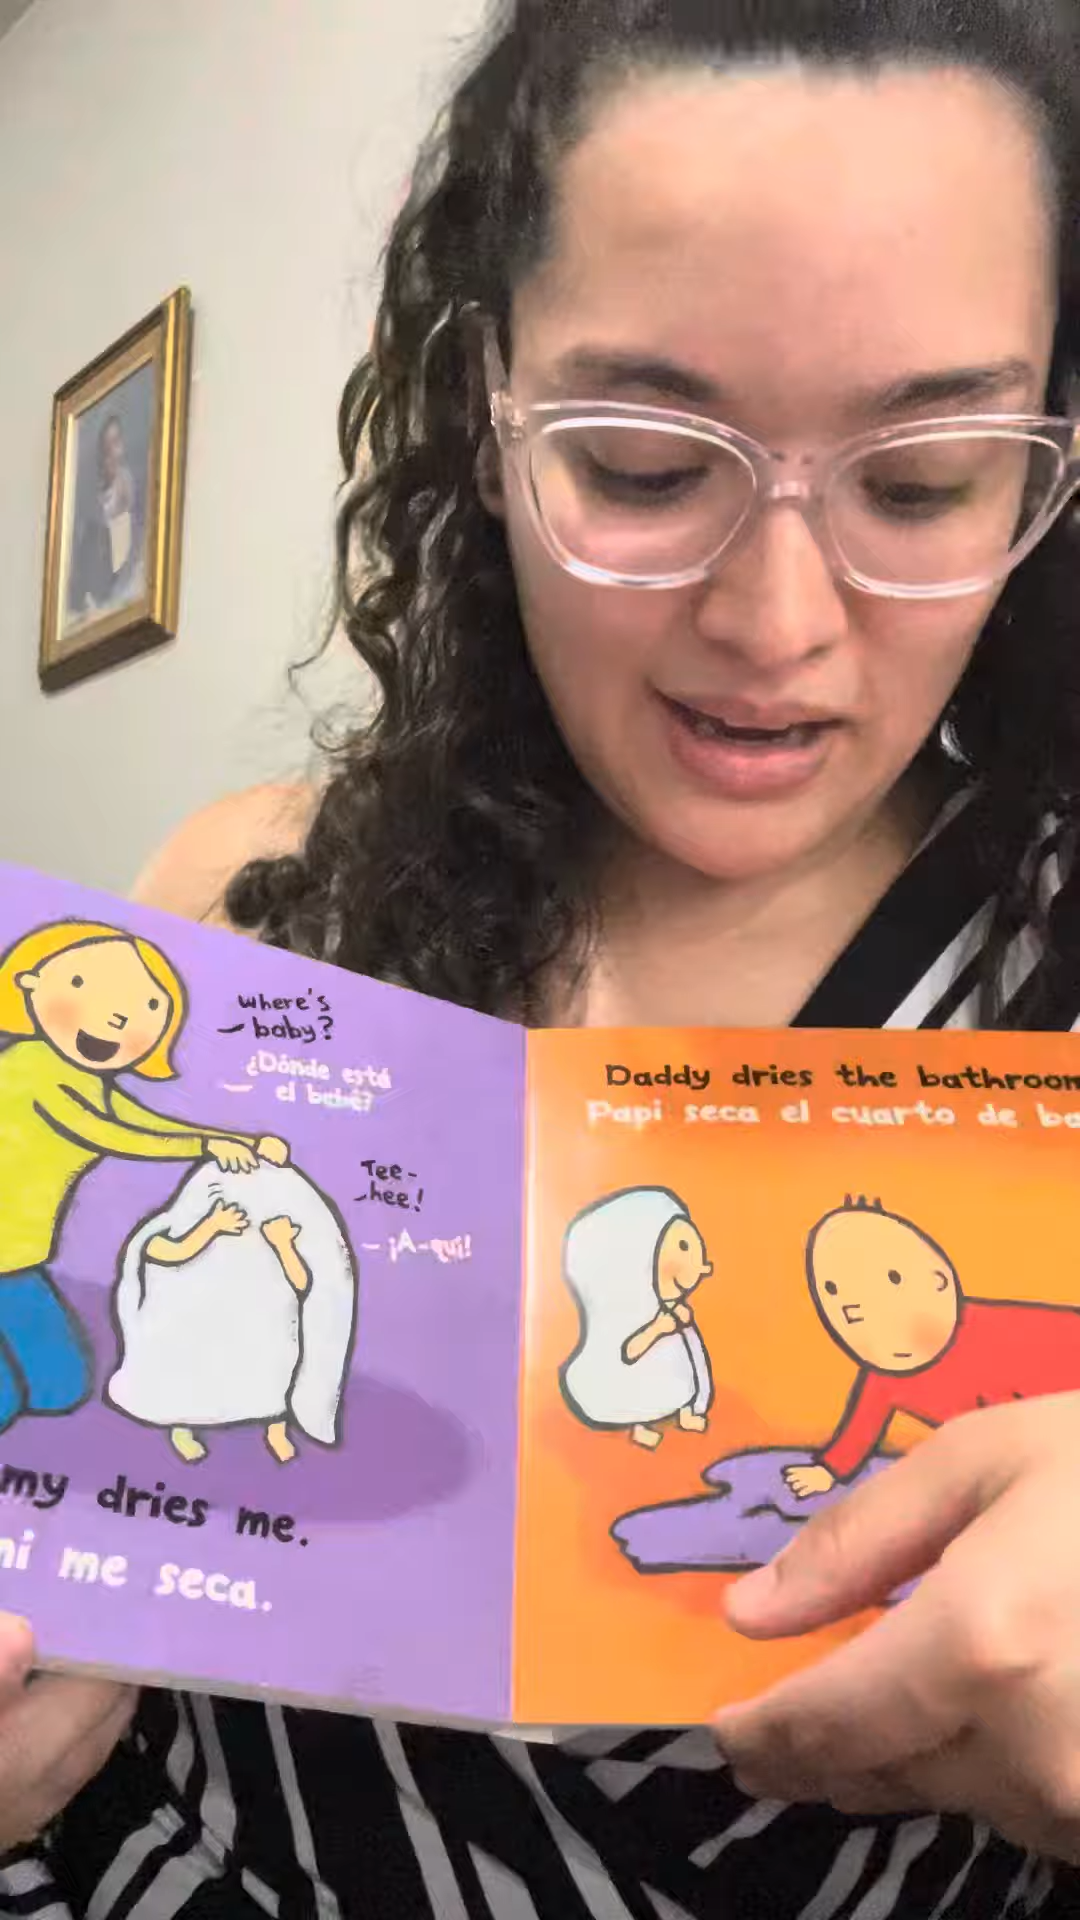 where's
baby?
¿Dónde está
el bebé?
Tee-
hee!
¡A-quí!
my dries me.
mi me seca.
Daddy dries the bathroom
Papi seca el cuarto de ba